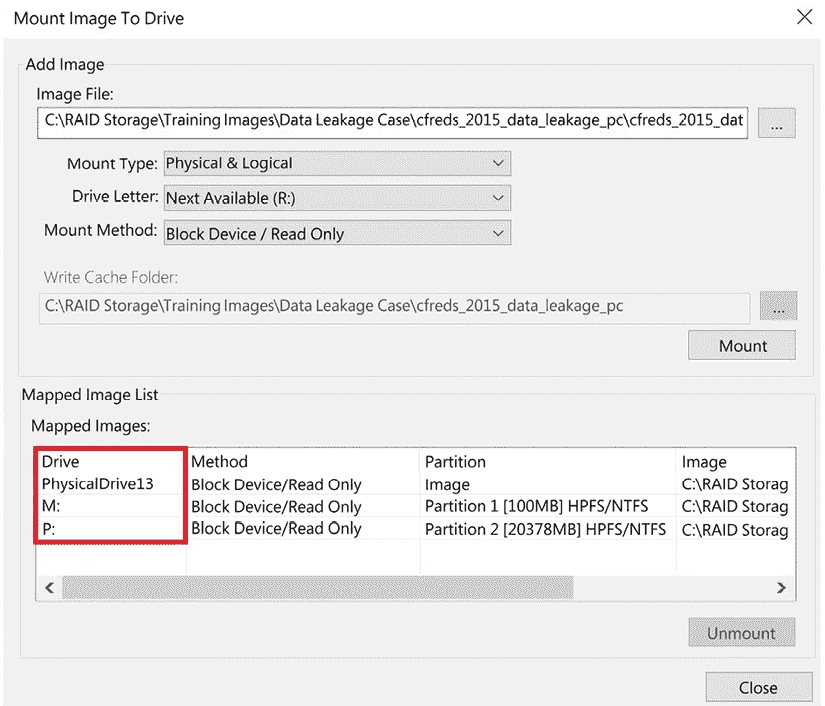 Mount Image To Drive
Add Image
Image File:
C:\RAID Storage\Training Images\Data Leakage Case\cfreds_2015_data_leakage_pc\cfreds_2015_dat
...
Mount Type: Physical & Logical
Drive Letter: Next Available (R:)
Mount Method: Block Device / Read Only
Write Cache Folder:
C:\RAID Storage\Training Images\Data Leakage Case\cfreds_2015_data_leakage_pc
...
Mount
Mapped Image List
Mapped Images:
Drive Method Partition Image
PhysicalDrive13 Block Device/Read Only Image C:\RAID Storag
M: Block Device/Read Only Partition 1 [100MB] HPFS/NTFS C:\RAID Storag
P: Block Device/Read Only Partition 2 [20378MB] HPFS/NTFS C:\RAID Storag
Unmount
Close